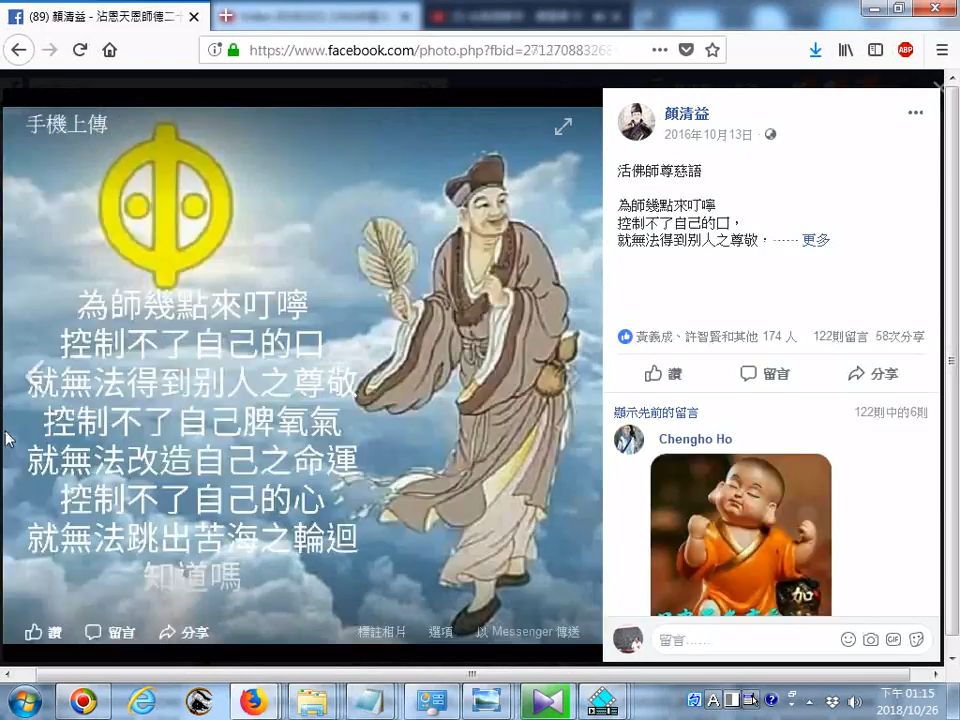 (89) 顏清益 - 沾恩天恩師德二十
https://www.facebook.com/photo.php?fbid=271270883268
ABP
手機上傳
為師幾點來叮嚀
控制不了自己的口
就無法得到別人之尊敬
控制不了自己脾氧氣
就無法改造自己之命運
控制不了自己的心
就無法跳出苦海之輪迴
知道嗎
讚 留言 分享
標註相片 選項 以 Messenger 傳送
顏清益
2016年10月13日
活佛師尊慈語
為師幾點來叮嚀
控制不了自己的口，
就無法得到別人之尊敬，…… 更多
黃義成、許智賢和其他 174 人 122則留言 58次分享
讚 留言 分享
顯示先前的留言 122則中的6則
Chengho Ho
加
留言……
GIF
A
下午 01:15
2018/10/26